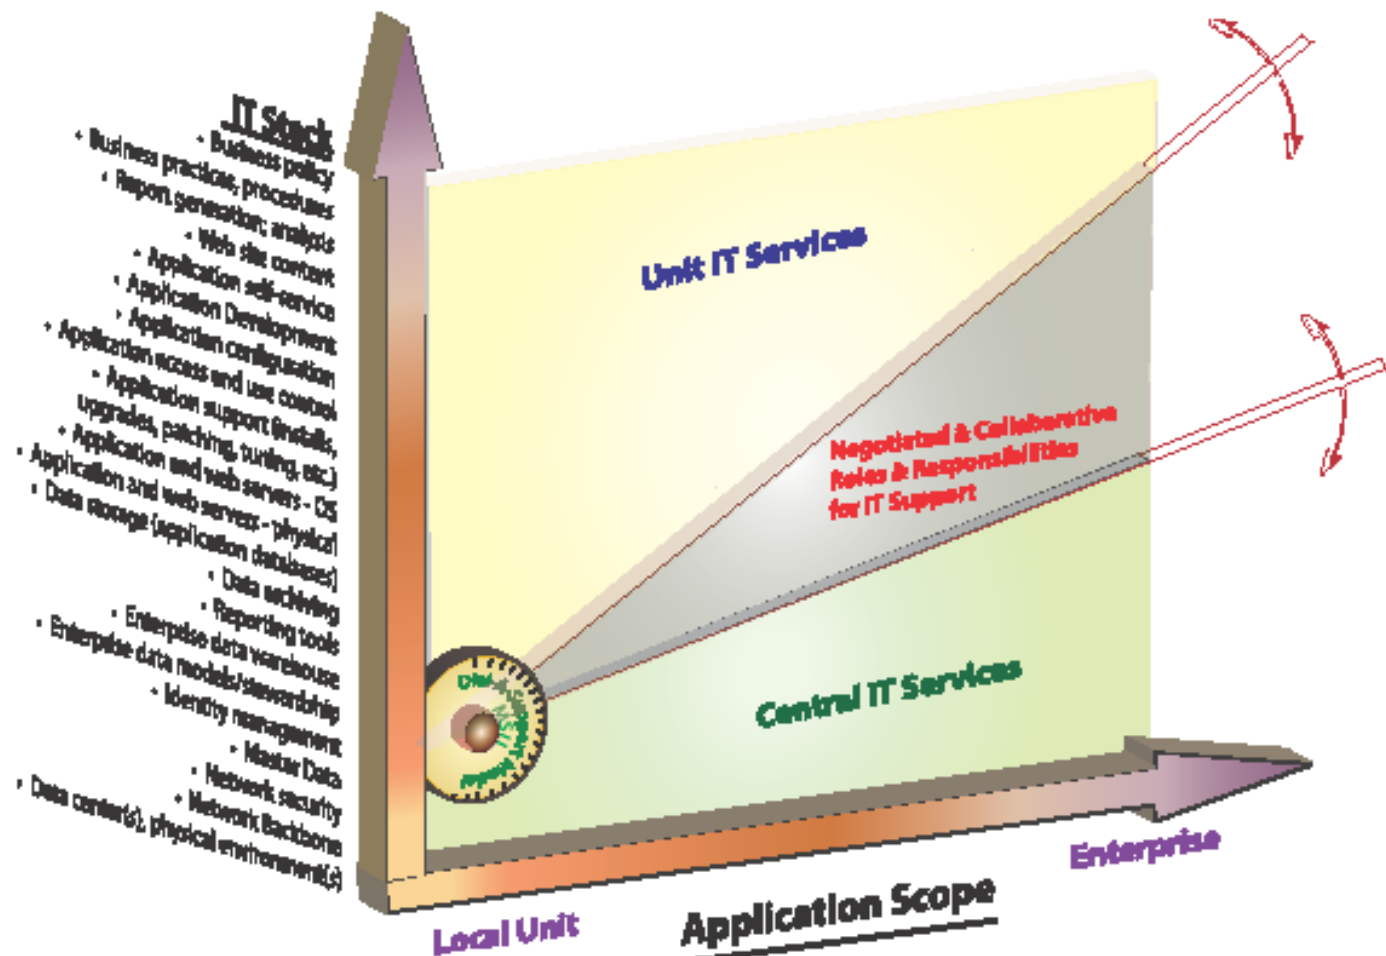 IT Stack
• Business policy
• Business practices, procedures
• Report generation; analysis
• Web site content
• Application self-service
• Application Development
• Application configuration
• Application access and use control
• Application support (installs,
upgrades, patching, tuning, etc.)
• Application and web servers - OS
• Application and web servers - physical
• Data storage (application databases)
• Data archiving
• Reporting tools
• Enterprise data warehouse
• Enterprise data models/stewardship
• Identity management
• Master Data
• Network security
• Network Backbone
• Data center(s), physical environment(s)
Unit IT Services
Negotiated & Collaborative
Roles & Responsibilities
for IT Support
Central IT Services
Enterprise
Local Unit
Application Scope